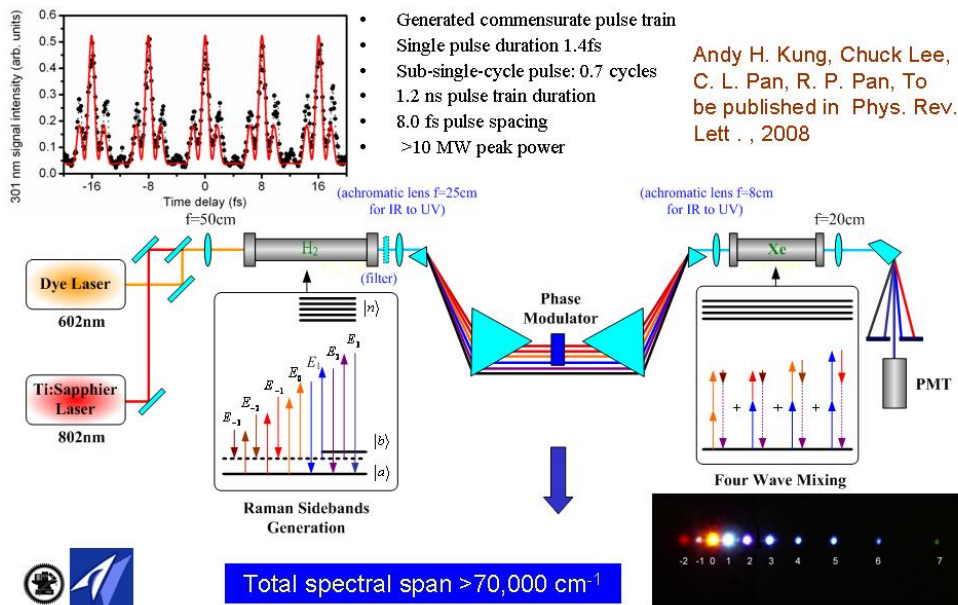 0.6
0.5
0.4
0.3
0.2
0.1
0.0
301 nm signal intensity (arb. units)
-16
-8
0
8
16
Time delay (fs)
• Generated commensurate pulse train
• Single pulse duration 1.4fs
• Sub-single-cycle pulse: 0.7 cycles
• 1.2 ns pulse train duration
• 8.0 fs pulse spacing
• >10 MW peak power
Andy H. Kung, Chuck Lee,
C. L. Pan, R. P. Pan, To
be published in Phys. Rev.
Lett . , 2008
f=50cm
(achromatic lens f=25cm
for IR to UV)
(achromatic lens f=8cm
for IR to UV)
f=20cm
H2
(filter)
Xe
Dye Laser
602nm
Ti:Sapphier
Laser
802nm
Phase
Modulator
PMT
|n⟩
E-1
E0
E1
|b⟩
|a⟩
Raman Sidebands
Generation
+
+
+
Four Wave Mixing
-2
-1
0
1
2
3
4
5
6
7
Total spectral span >70,000 cm-1